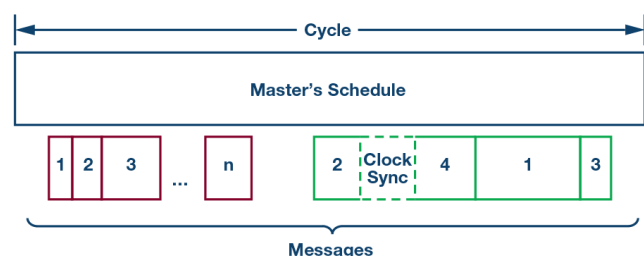 Cycle
Master's Schedule
1 2 3 ... n 2 Clock Sync 4 1 3
Messages